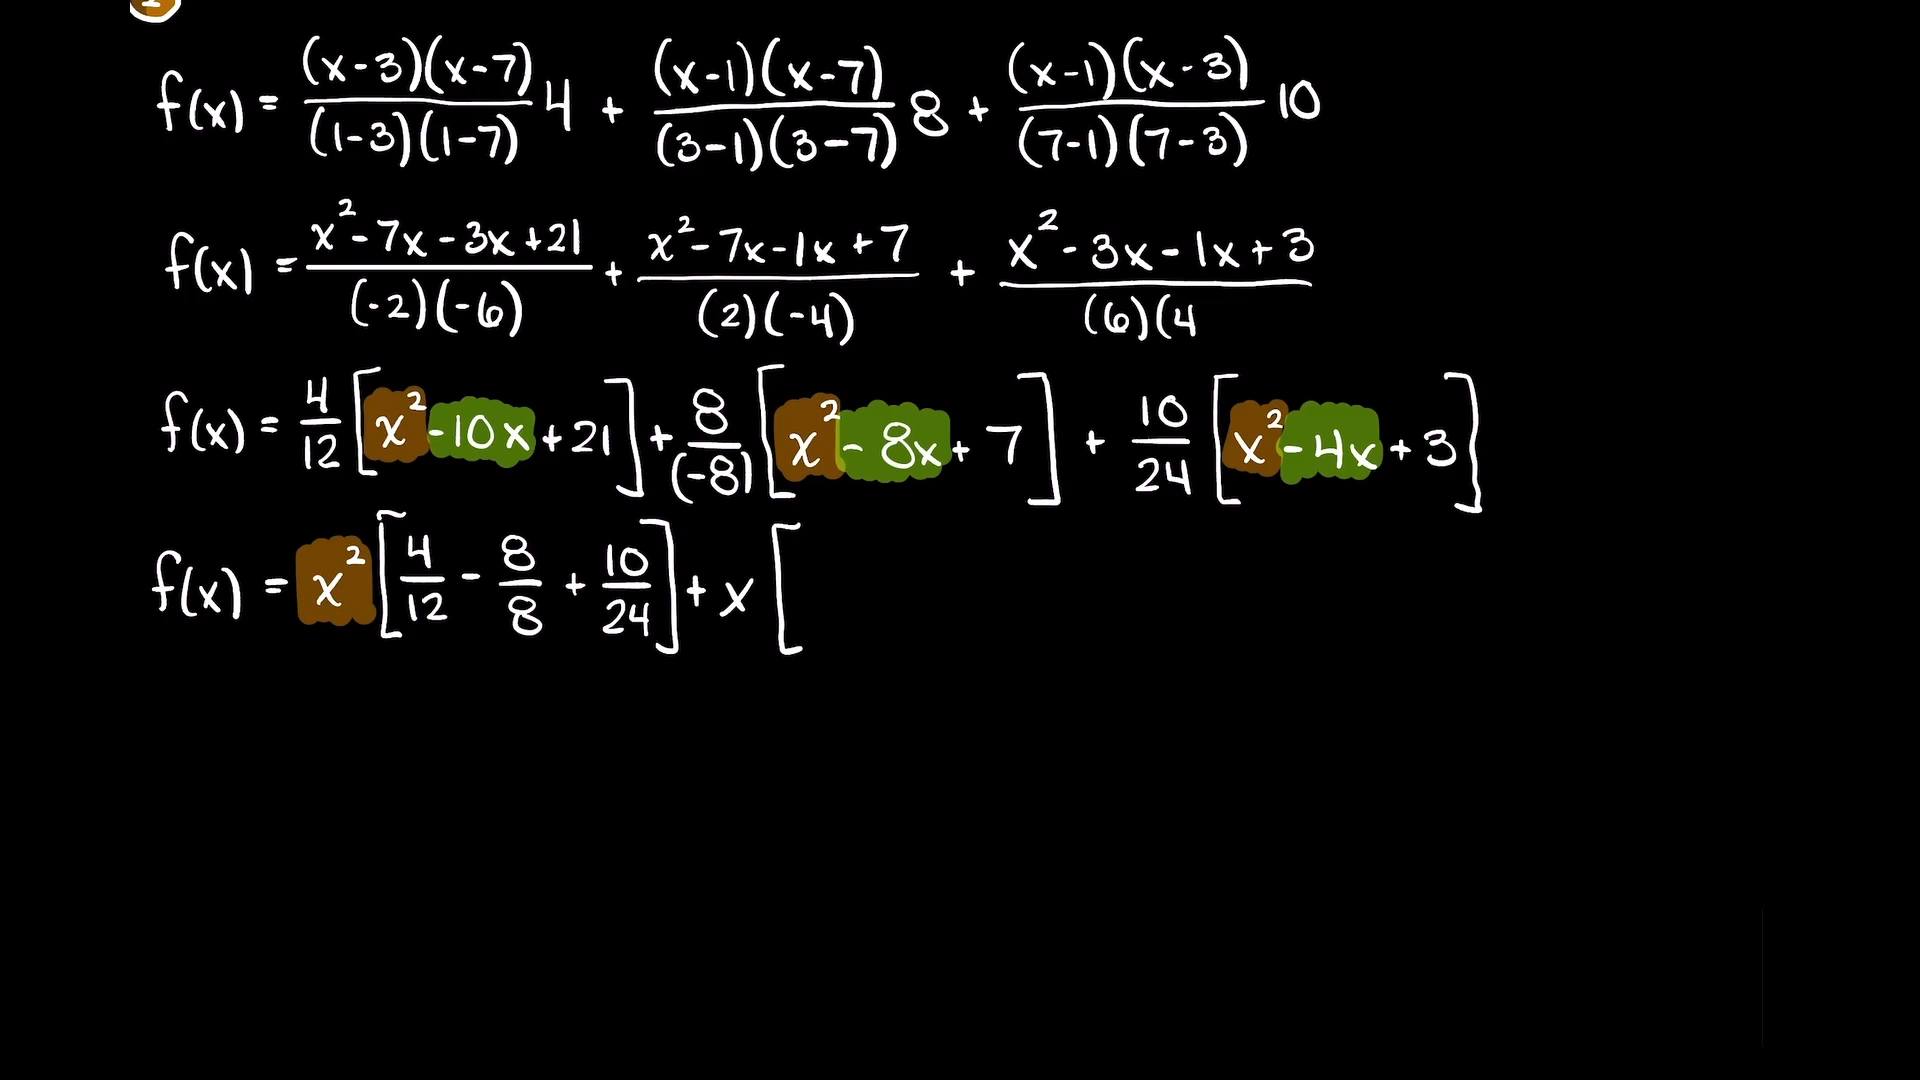 f(x) = (x-3)(x-7)/(1-3)(1-7) 4 + (x-1)(x-7)/(3-1)(3-7) 8 + (x-1)(x-3)/(7-1)(7-3) 10
f(x) = x²-7x-3x+21/(-2)(-6) + x²-7x-1x+7/(2)(-4) + x²-3x-1x+3/(6)(4
f(x) = 4/12 [x²-10x+21] + 8/(-8) [x²-8x+7] + 10/24 [x²-4x+3]
f(x) = x² [4/12 - 8/8 + 10/24] + x [